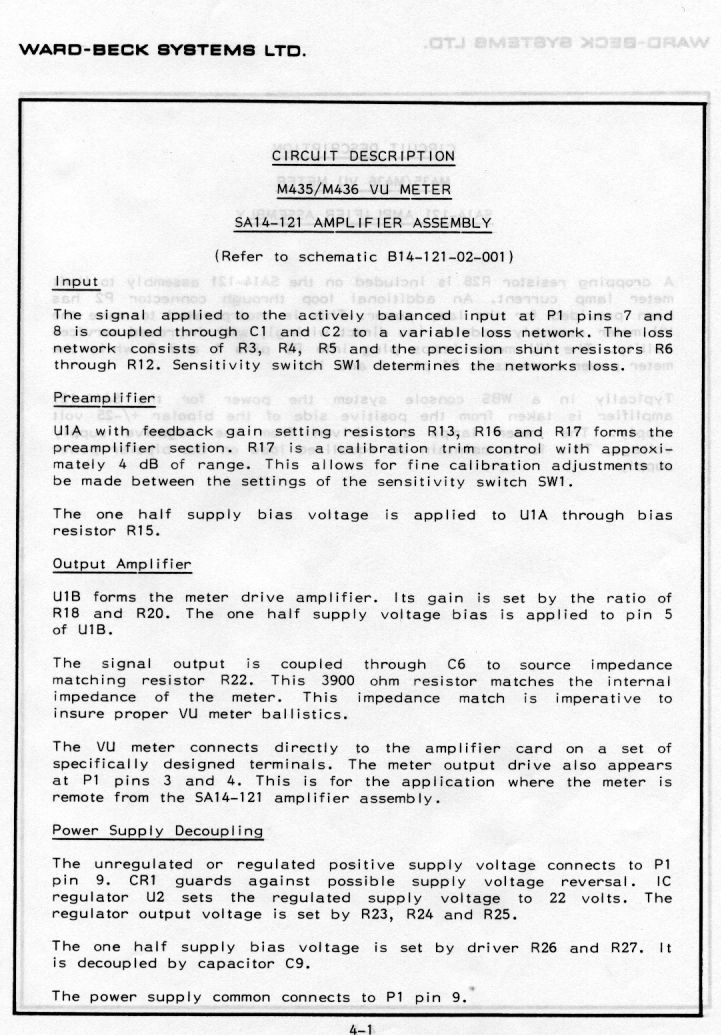 WARD-BECK SYSTEMS LTD.
CIRCUIT DESCRIPTION
M435/M436 VU METER
SA14-121 AMPLIFIER ASSEMBLY
(Refer to schematic B14-121-02-001)
Input
The signal applied to the actively balanced input at P1 pins 7 and
8 is coupled through C1 and C2 to a variable loss network. The loss
network consists of R3, R4, R5 and the precision shunt resistors R6
through R12. Sensitivity switch SW1 determines the networks loss.
Preamplifier
U1A with feedback gain setting resistors R13, R16 and R17 forms the
preamplifier section. R17 is a calibration trim control with approxi-
mately 4 dB of range. This allows for fine calibration adjustments to
be made between the settings of the sensitivity switch SW1.
The one half supply bias voltage is applied to U1A through bias
resistor R15.
Output Amplifier
U1B forms the meter drive amplifier. Its gain is set by the ratio of
R18 and R20. The one half supply voltage bias is applied to pin 5
of U1B.
The signal output is coupled through C6 to source impedance
matching resistor R22. This 3900 ohm resistor matches the internal
impedance of the meter. This impedance match is imperative to
insure proper VU meter ballistics.
The VU meter connects directly to the amplifier card on a set of
specifically designed terminals. The meter output drive also appears
at P1 pins 3 and 4. This is for the application where the meter is
remote from the SA14-121 amplifier assembly.
Power Supply Decoupling
The unregulated or regulated positive supply voltage connects to P1
pin 9. CR1 guards against possible supply voltage reversal. IC
regulator U2 sets the regulated supply voltage to 22 volts. The
regulator output voltage is set by R23, R24 and R25.
The one half supply bias voltage is set by driver R26 and R27. It
is decoupled by capacitor C9.
The power supply common connects to P1 pin 9.
4-1